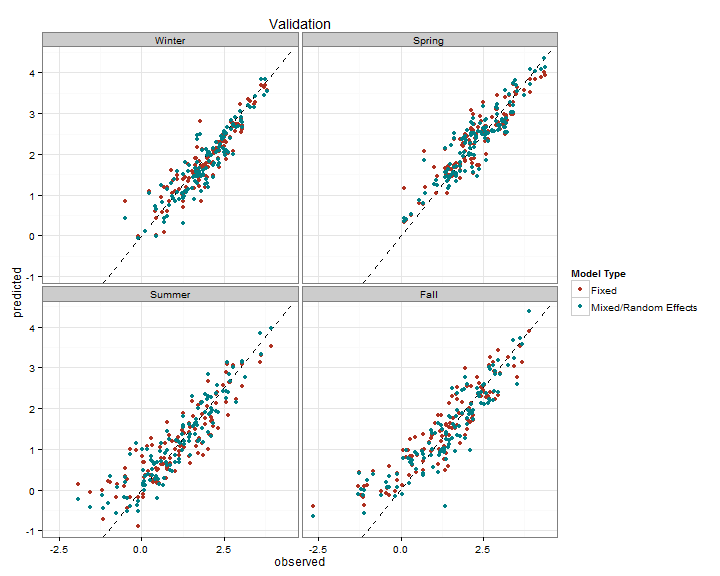 Validation
Winter
Spring
4
3
2
1
0
-1
Summer
Fall
4
3
2
1
0
-1
-2.5
0.0
2.5
-2.5
0.0
2.5
observed
predicted
Model Type
Fixed
Mixed/Random Effects